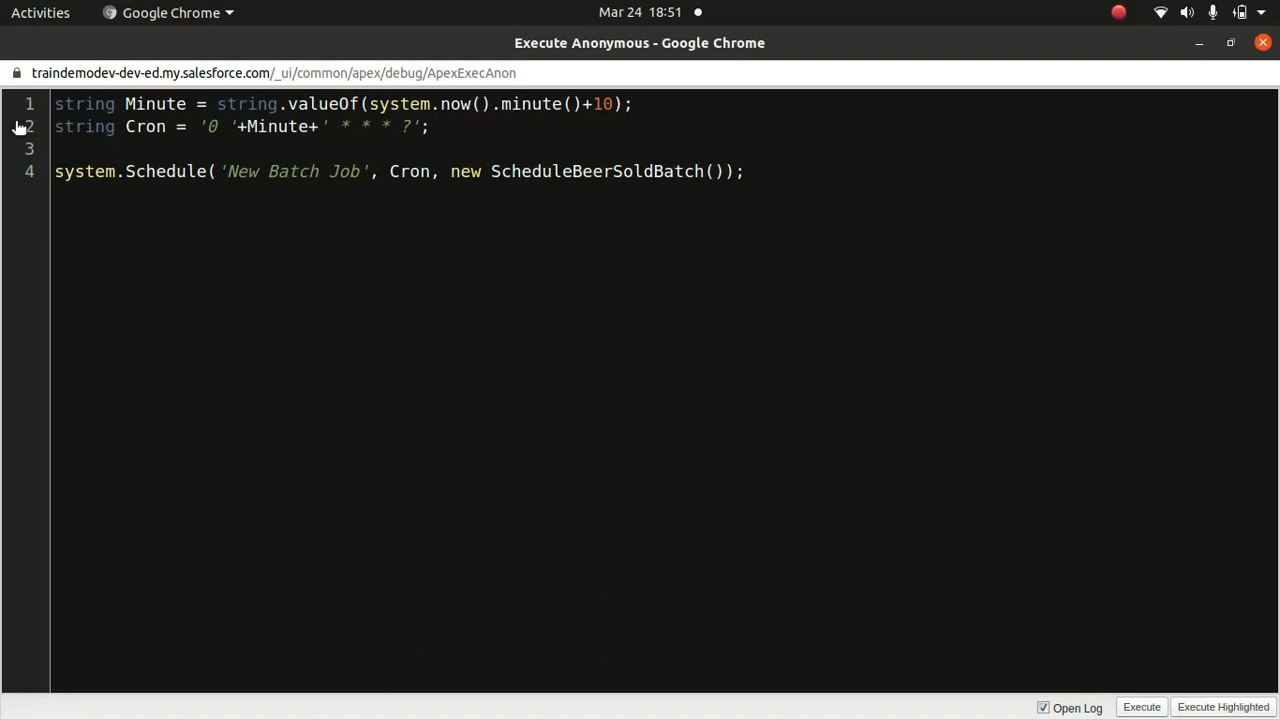 Activities Google Chrome Mar 24 18:51
Execute Anonymous - Google Chrome
traindemodev-dev-ed.my.salesforce.com/_ui/common/apex/debug/ApexExecAnon
1 string Minute = string.valueOf(system.now().minute()+10);
2 string Cron = '0 '+Minute+' * * * ?';
3
4 system.Schedule('New Batch Job', Cron, new ScheduleBeerSoldBatch());
Open Log Execute Execute Highlighted